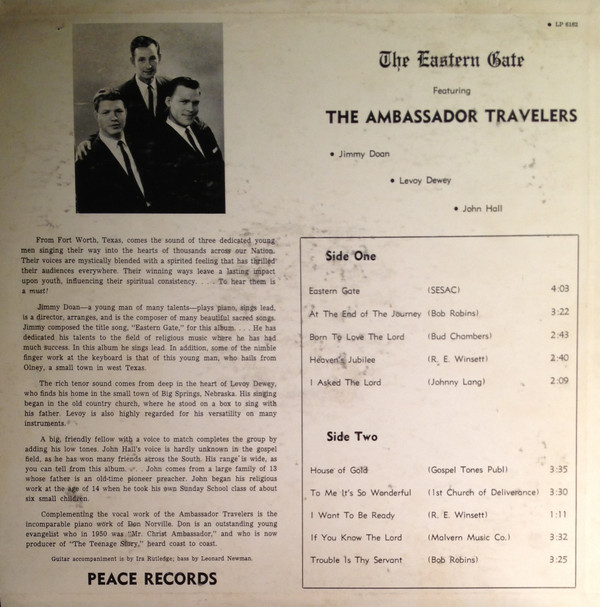 • LP 6162
The Eastern Gate
Featuring
THE AMBASSADOR TRAVELERS
• Jimmy Doan
• Levoy Dewey
• John Hall
From Fort Worth, Texas, comes the sound of three dedicated young
men singing their way into the hearts of thousands across our Nation.
Their voices are mystically blended with a spirited feeling that has thrilled
their audiences everywhere. Their winning ways leave a lasting impact
upon youth, influencing their spiritual consistency. . . . To hear them is
a must!
Jimmy Doan—a young man of many talents—plays piano, sings lead,
is a director, arranges, and is the composer of many beautiful sacred songs.
Jimmy composed the title song, "Eastern Gate," for this album. . . . He has
dedicated his talents to the field of religious music where he has had
much success. In this album he sings lead. In addition, some of the nimble
finger work at the keyboard is that of this young man, who hails from
Olney, a small town in west Texas.
The rich tenor sound comes from deep in the heart of Levoy Dewey,
who finds his home in the small town of Big Springs, Nebraska. His singing
began in the old country church, where he stood on a box to sing with
his father. Levoy is also highly regarded for his versatility on many
instruments.
A big, friendly fellow with a voice to match completes the group by
adding his low tones. John Hall's voice is hardly unknown in the gospel
field, as he has won many friends across the South. His range is wide, as
you can tell from this album. . . . John comes from a large family of 13
whose father is an old-time pioneer preacher. John began his religious
work at the age of 14 when he took his own Sunday School class of about
six small children.
Complementing the vocal work of the Ambassador Travelers is the
incomparable piano work of Don Norville. Don is an outstanding young
evangelist who in 1950 was "Mr. Christ Ambassador," and who is now
producer of "The Teenage Story," heard coast to coast.
Guitar accompaniment is by Ira Rutledge; bass by Leonard Newman.
PEACE RECORDS
Side One
Eastern Gate (SESAC) 4:03
At The End of The Journey (Bob Robins) 3:22
Born To Love The Lord (Bud Chambers) 2:43
Heaven's Jubilee (R. E. Winsett) 2:40
I Asked The Lord (Johnny Lang) 2:09
Side Two
House of Gold (Gospel Tones Publ) 3:35
To Me It's So Wonderful (1st Church of Deliverance) 3:30
I Want To Be Ready (R. E. Winsett) 1:11
If You Know The Lord (Malvern Music Co.) 3:32
Trouble Is Thy Servant (Bob Robins) 3:25